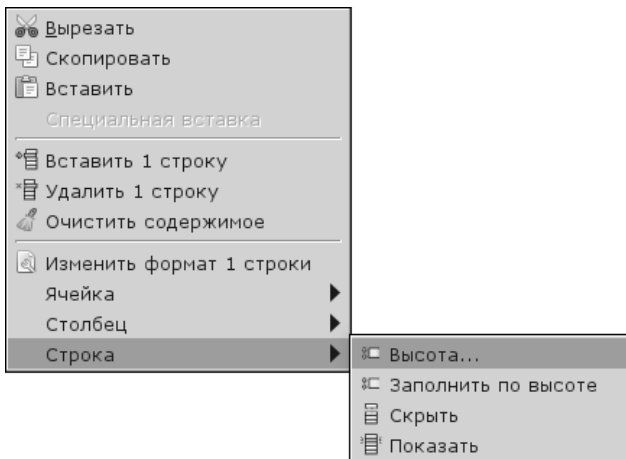 Вырезать
Скопировать
Вставить
Специальная вставка
Вставить 1 строку
Удалить 1 строку
Очистить содержимое
Изменить формат 1 строки
Ячейка
Столбец
Строка
Высота...
Заполнить по высоте
Скрыть
Показать